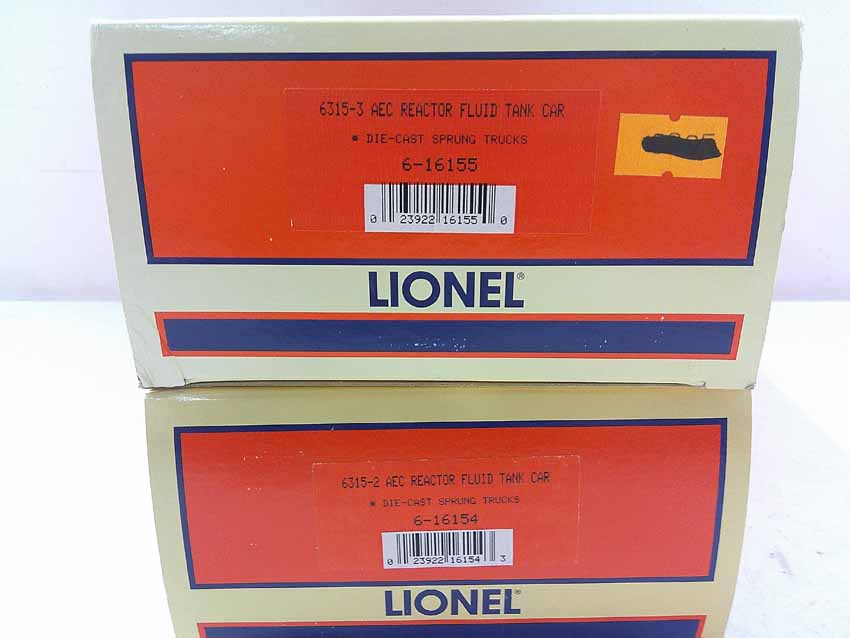 6315-3 AEC REACTOR FLUID TANK CAR
* DIE-CAST SPRUNG TRUCKS
6-16155
0 23922 16155 0
LIONEL®
6315-2 AEC REACTOR FLUID TANK CAR
* DIE-CAST SPRUNG TRUCKS
6-16154
0 23922 16154 3
LIONEL®